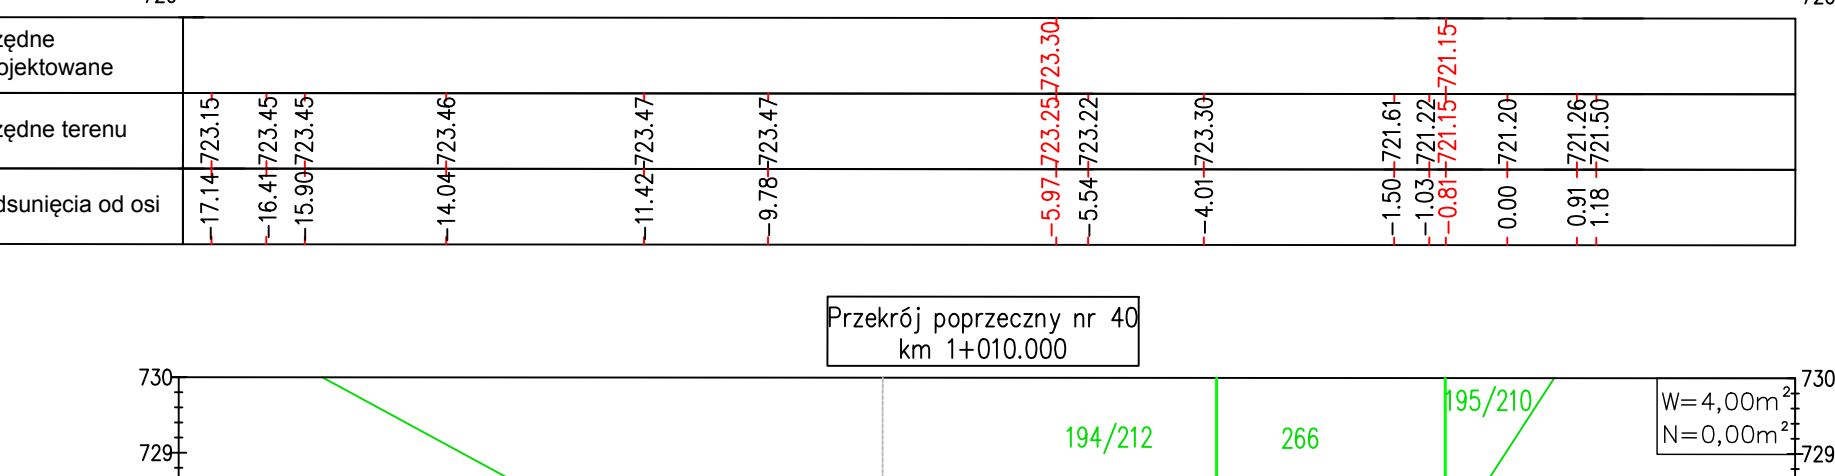 zędne
ojektowane
723.30 721.15
zędne terenu
723.15 723.45 723.45 723.46 723.47 723.47 723.25 723.22 723.30 721.61 721.22 721.15 721.20 721.26 721.50
dsunięcia od osi
-17.14 -16.41 -15.90 -14.04 -11.42 -9.78 -5.97 -5.54 -4.01 -1.50 -1.03 -0.81 0.00 0.91 1.18
Przekrój poprzeczny nr 40
km 1+010.000
730 730
195/210 W=4,00m²
194/212 266 N=0,00m²
729 729